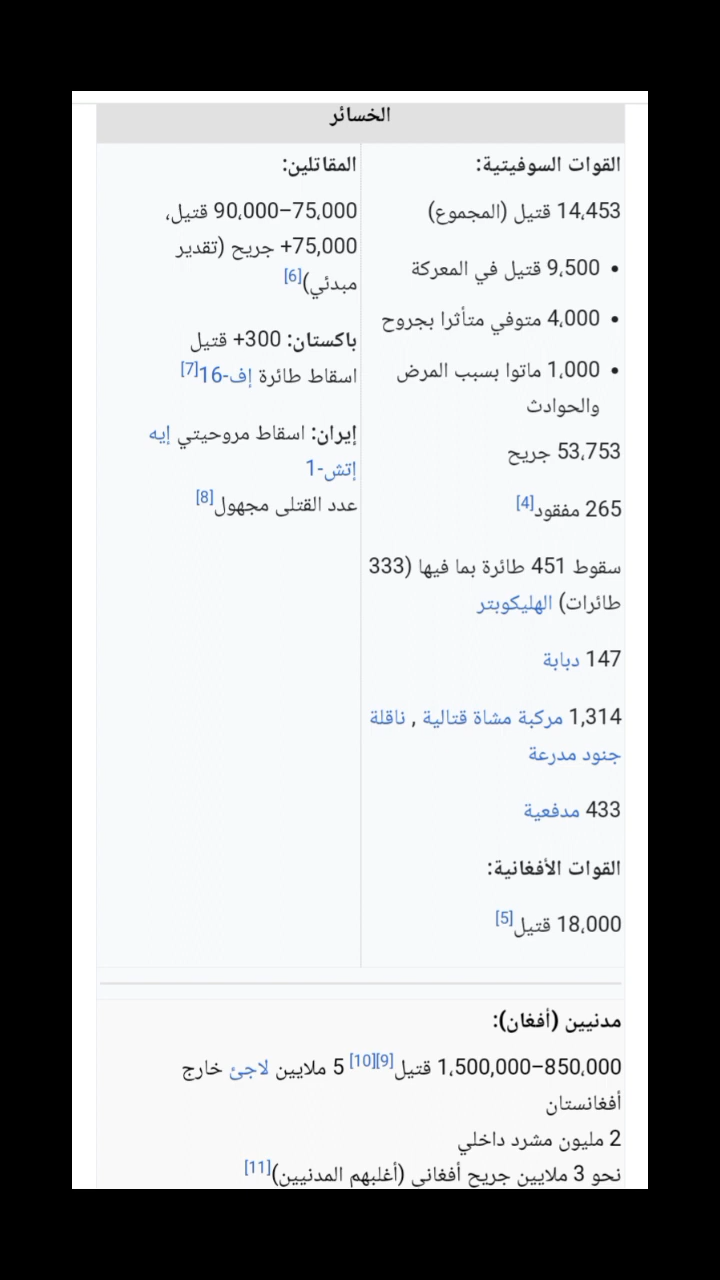 الخسائر
القوات السوفيتية:
14,453 قتيل (المجموع)
• 9,500 قتيل في المعركة
• 4,000 متوفي متأثرا بجروح
• 1,000 ماتوا بسبب المرض
والحوادث
53,753 جريح
265 مفقود[4]
سقوط 451 طائرة بما فيها (333
طائرات) الهليكوبتر
147 دبابة
1,314 مركبة مشاة قتالية , ناقلة
جنود مدرعة
433 مدفعية
القوات الأفغانية:
18,000 قتيل[5]
المقاتلين:
75,000–90,000 قتيل،
75,000+ جريح (تقدير
مبدئي)[6]
باكستان: 300+ قتيل
اسقاط طائرة إف-16[7]
إيران: اسقاط مروحيتي إيه
إتش-1
عدد القتلى مجهول[8]
مدنيين (أفغان):
850,000–1,500,000 قتيل[9][10] 5 ملايين لاجئ خارج
أفغانستان
2 مليون مشرد داخلي
نحو 3 ملايين جريح أفغاني (أغلبهم المدنيين)[11]